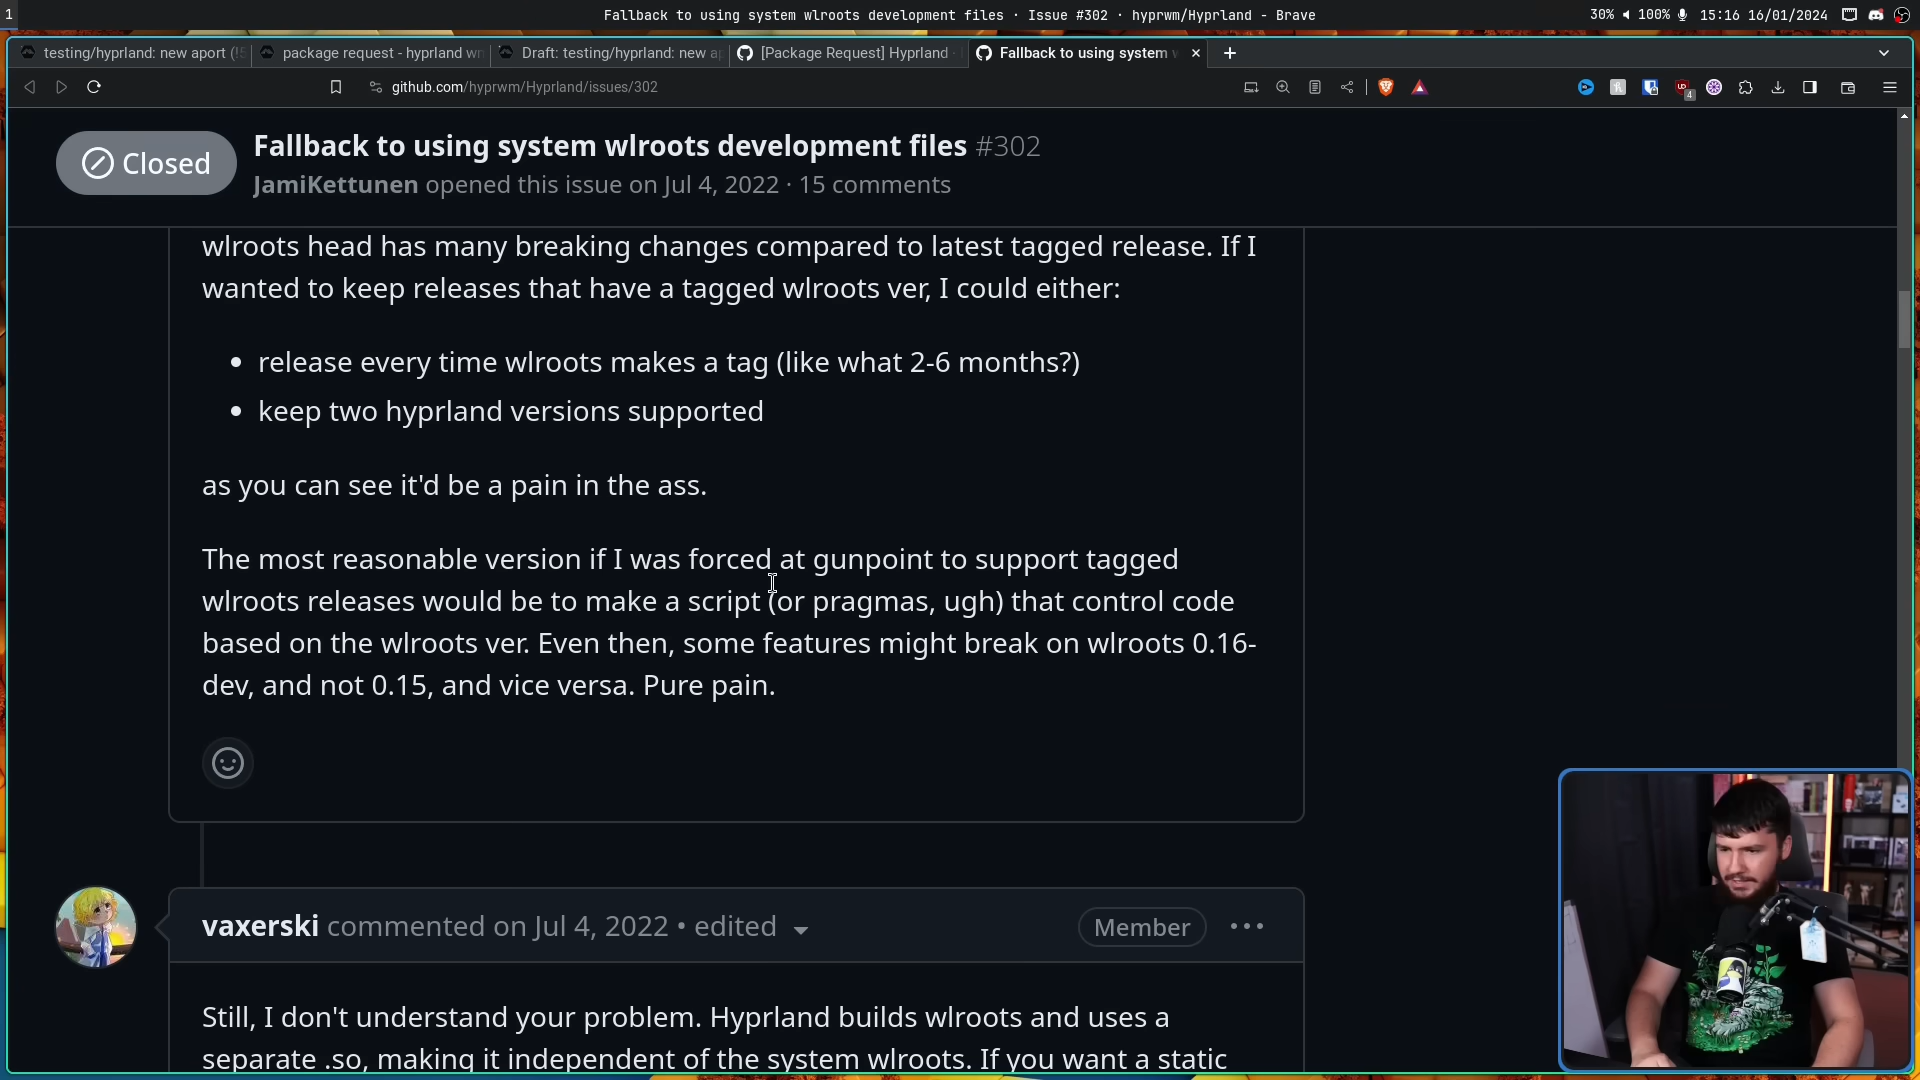 1
Fallback to using system wlroots development files · Issue #302 · hyprwm/Hyprland - Brave
30%
100%
15:16 16/01/2024
testing/hyprland: new aport (!5
package request - hyprland wn
Draft: testing/hyprland: new ap
[Package Request] Hyprland ·
Fallback to using system w
github.com/hyprwm/Hyprland/issues/302
4
Closed
Fallback to using system wlroots development files #302
JamiKettunen opened this issue on Jul 4, 2022 · 15 comments
wlroots head has many breaking changes compared to latest tagged release. If I
wanted to keep releases that have a tagged wlroots ver, I could either:
• release every time wlroots makes a tag (like what 2-6 months?)
• keep two hyprland versions supported
as you can see it'd be a pain in the ass.
The most reasonable version if I was forced at gunpoint to support tagged
wlroots releases would be to make a script (or pragmas, ugh) that control code
based on the wlroots ver. Even then, some features might break on wlroots 0.16-
dev, and not 0.15, and vice versa. Pure pain.
vaxerski commented on Jul 4, 2022 • edited
Member
Still, I don't understand your problem. Hyprland builds wlroots and uses a
separate .so, making it independent of the system wlroots. If you want a static